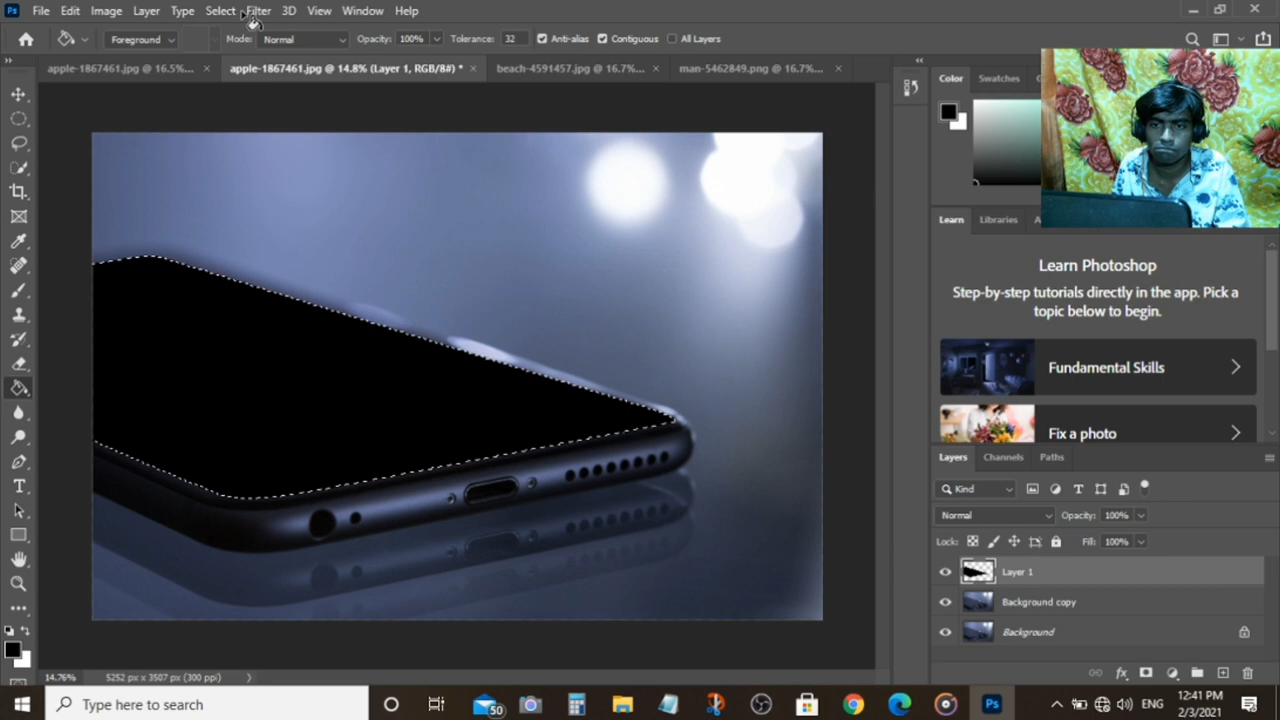 Ps File Edit Image Layer Type Select Filter 3D View Window Help
Foreground Mode: Normal Opacity: 100% Tolerance: 32 Anti-alias Contiguous All Layers
apple-1867461.jpg @ 16.5%... × apple-1867461.jpg @ 14.8% (Layer 1, RGB/8#) * × beach-4591457.jpg @ 16.7%... × man-5462849.png @ 16.7%... ×
Color Swatches
Learn Libraries
Learn Photoshop
Step-by-step tutorials directly in the app. Pick a
topic below to begin.
Fundamental Skills
Fix a photo
Layers Channels Paths
Kind
Normal Opacity: 100%
Lock: Fill: 100%
Layer 1
Background copy
Background
14.76% 5252 px x 3507 px (300 ppi)
Type here to search
50
Ps
ENG
12:41 PM
2/3/2021